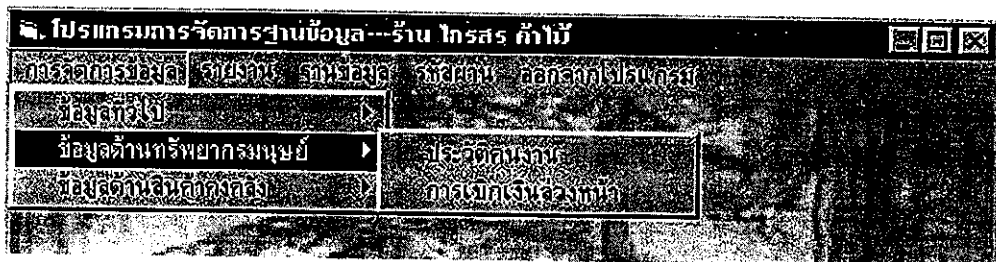 โปรแกรมการจัดการฐานข้อมูล---ร้าน ไกรสร ค้าไม้
การจัดการข้อมูล รายงาน ฐานข้อมูล รหัสผ่าน ออกจากโปรแกรม
ข้อมูลทั่วไป
ข้อมูลด้านทรัพยากรมนุษย์
ประวัติคนงาน
ข้อมูลด้านสินค้าคงคลัง
การเบิกเงินล่วงหน้า